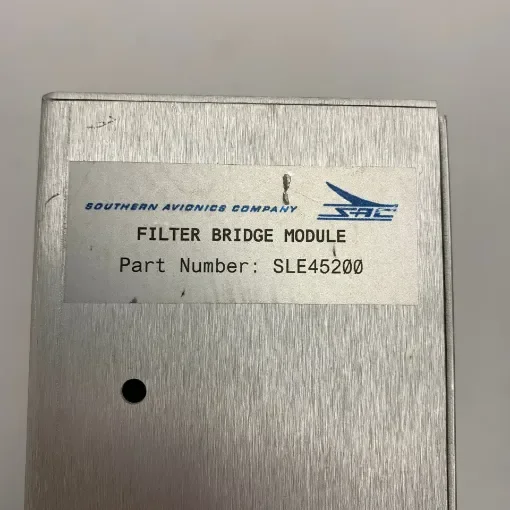 SOUTHERN AVIONICS COMPANY SAC
FILTER BRIDGE MODULE
Part Number: SLE45200